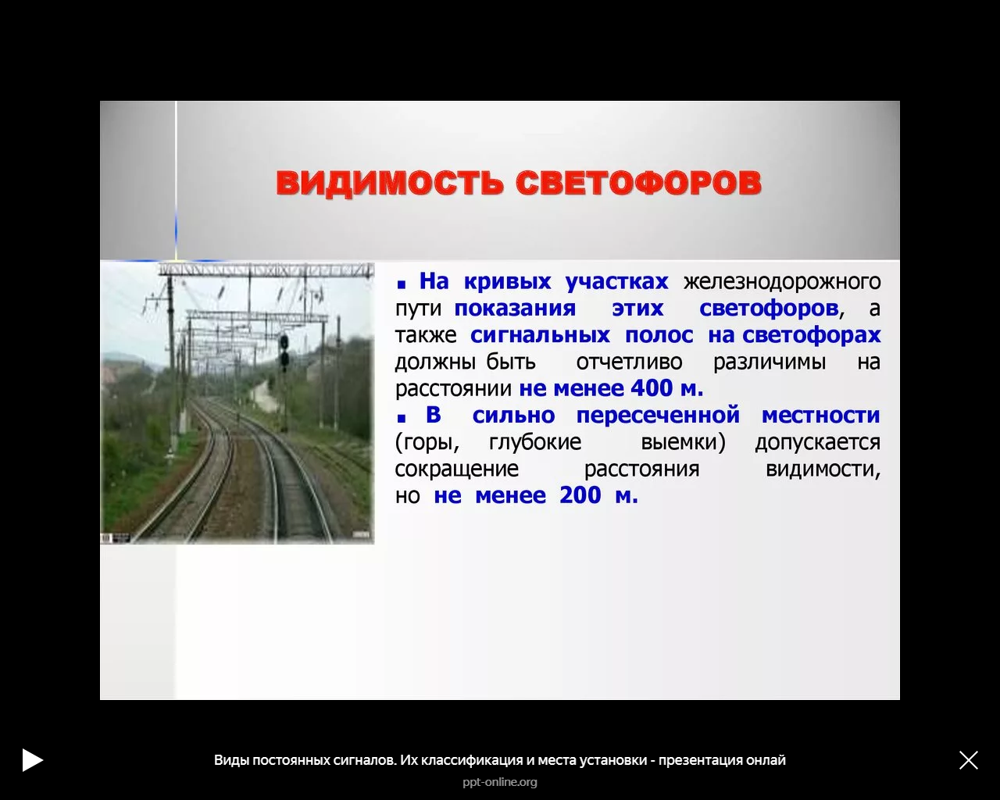 ВИДИМОСТЬ СВЕТОФОРОВ
▪ На кривых участках железнодорожного
пути показания этих светофоров, а
также сигнальных полос на светофорах
должны быть отчетливо различимы на
расстоянии не менее 400 м.
▪ В сильно пересеченной местности
(горы, глубокие выемки) допускается
сокращение расстояния видимости,
но не менее 200 м.
Виды постоянных сигналов. Их классификация и места установки - презентация онлай
ppt-online.org